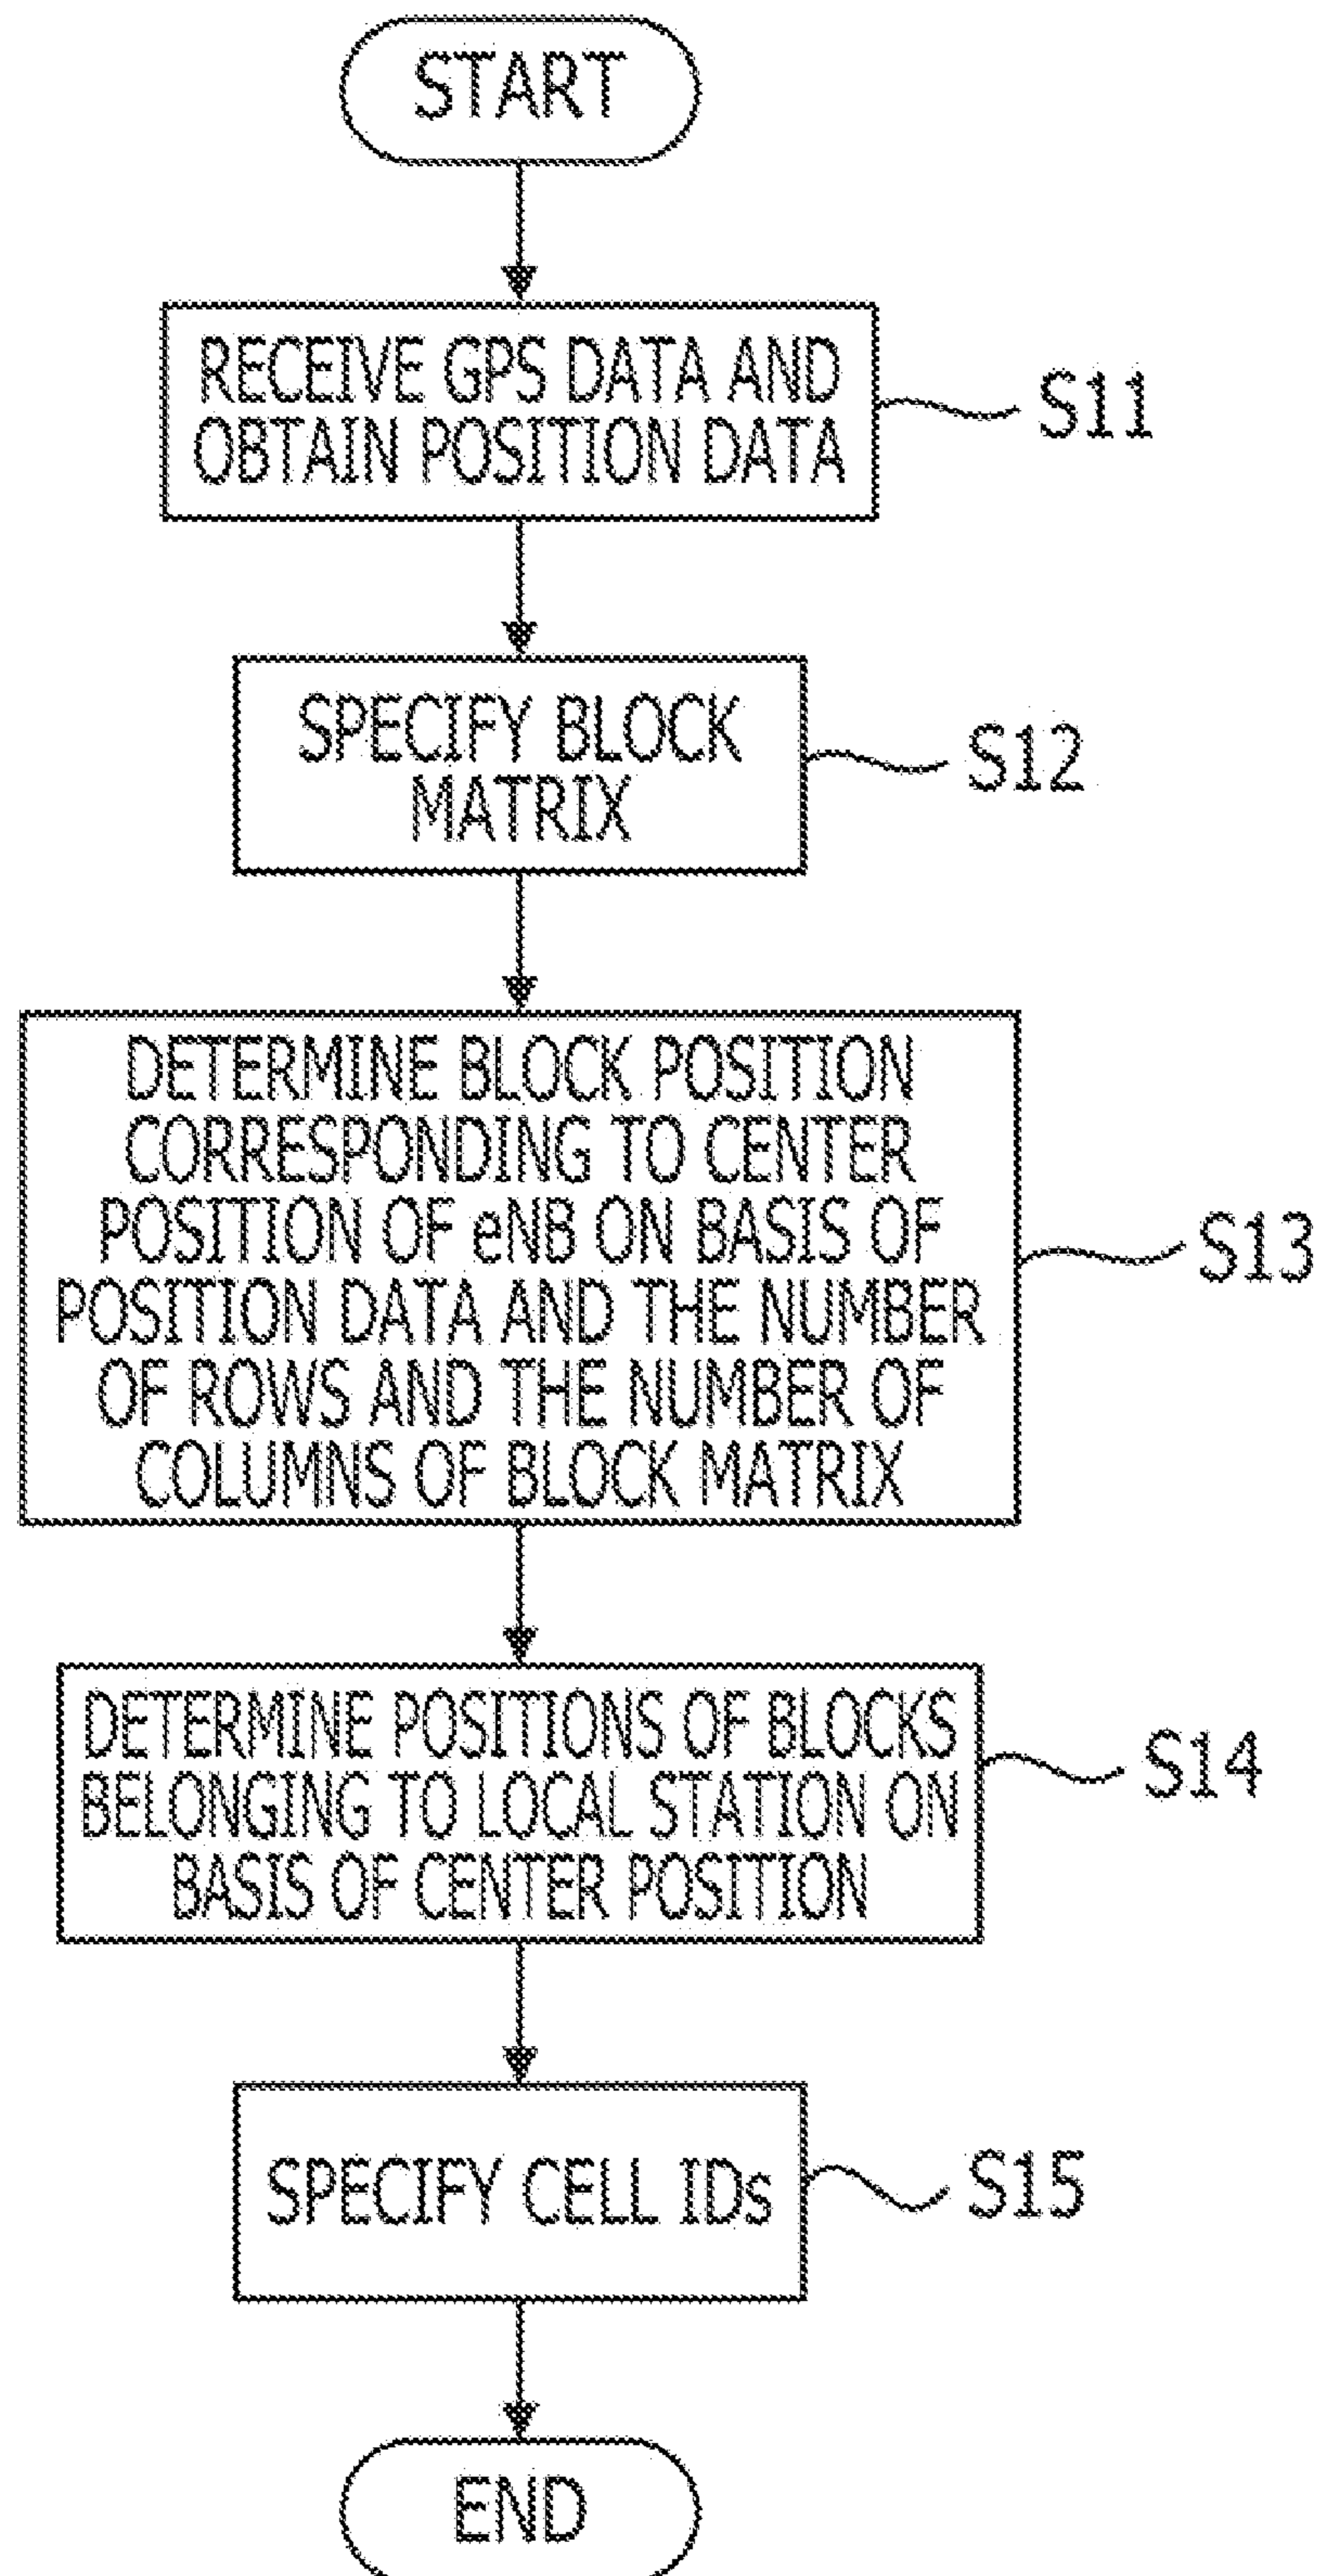 START
RECEIVE GPS DATA AND
OBTAIN POSITION DATA
S11
SPECIFY BLOCK
MATRIX
S12
DETERMINE BLOCK POSITION
CORRESPONDING TO CENTER
POSITION OF eNB ON BASIS OF
POSITION DATA AND THE NUMBER
OF ROWS AND THE NUMBER OF
COLUMNS OF BLOCK MATRIX
S13
DETERMINE POSITIONS OF BLOCKS
BELONGING TO LOCAL STATION ON
BASIS OF CENTER POSITION
S14
SPECIFY CELL IDs
S15
END